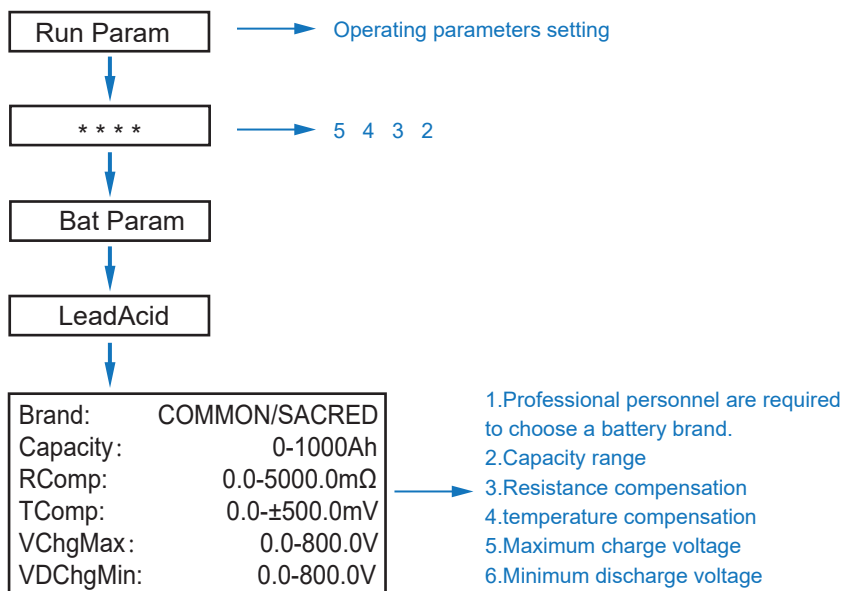 Run Param
Operating parameters setting
* * * *
5 4 3 2
Bat Param
LeadAcid
Brand: COMMON/SACRED
Capacity: 0-1000Ah
RComp: 0.0-5000.0mΩ
TComp: 0.0-±500.0mV
VChgMax: 0.0-800.0V
VDChgMin: 0.0-800.0V
1.Professional personnel are required
to choose a battery brand.
2.Capacity range
3.Resistance compensation
4.temperature compensation
5.Maximum charge voltage
6.Minimum discharge voltage